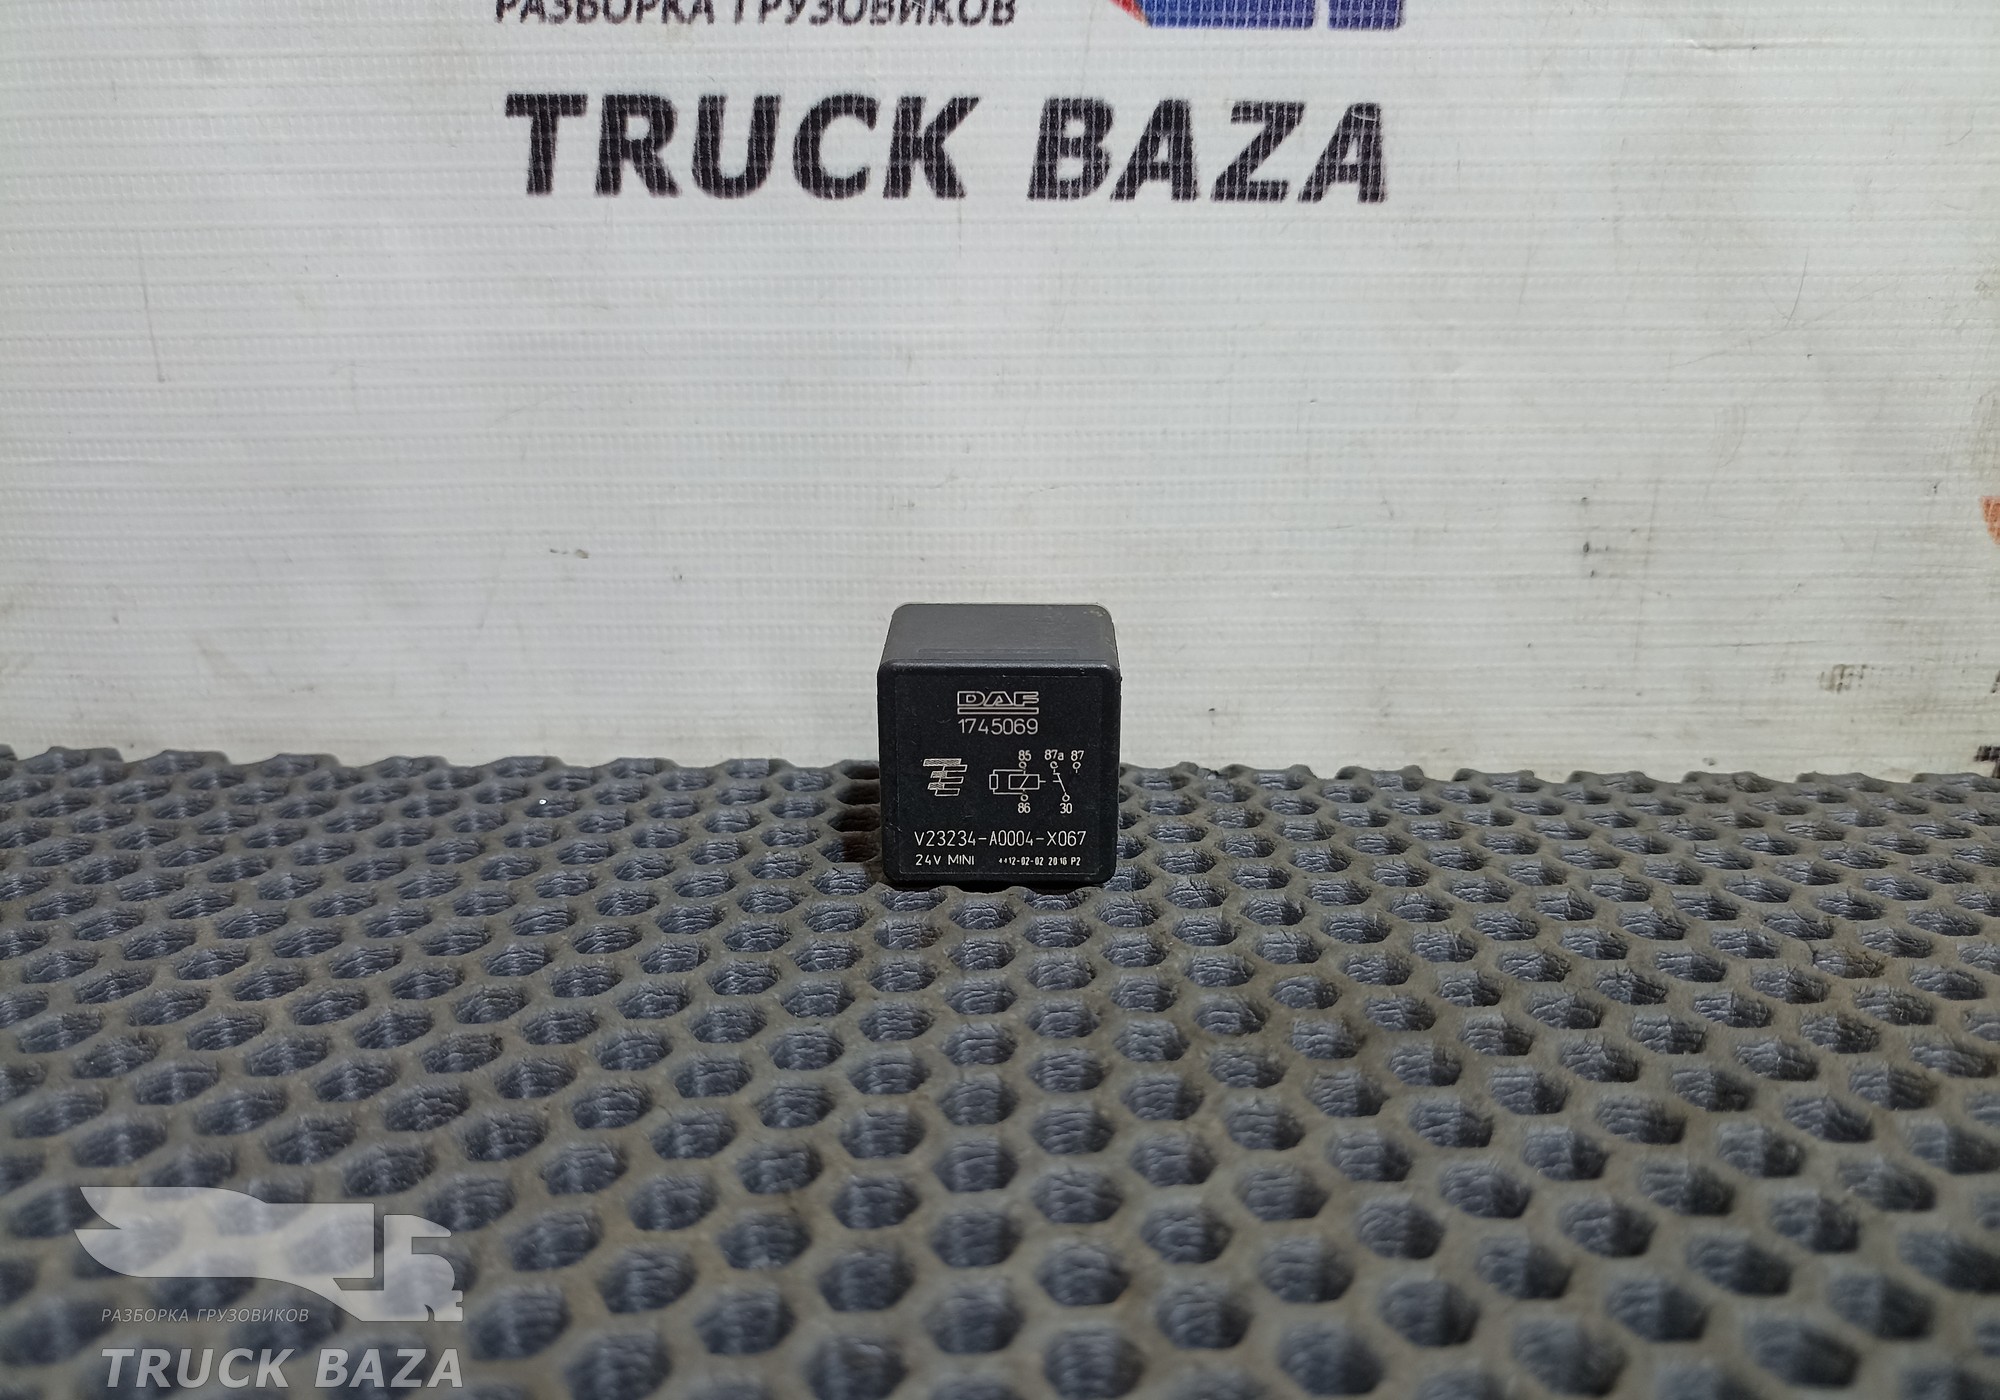 РАЗБОРКА ГРУЗОВИКОВ
TRUCK BAZA
DAF
1745069
85 87a 87
86 30
V23234-A0004-X067
24V MINI
РАЗБОРКА ГРУЗОВИКОВ
TRUCK BAZA